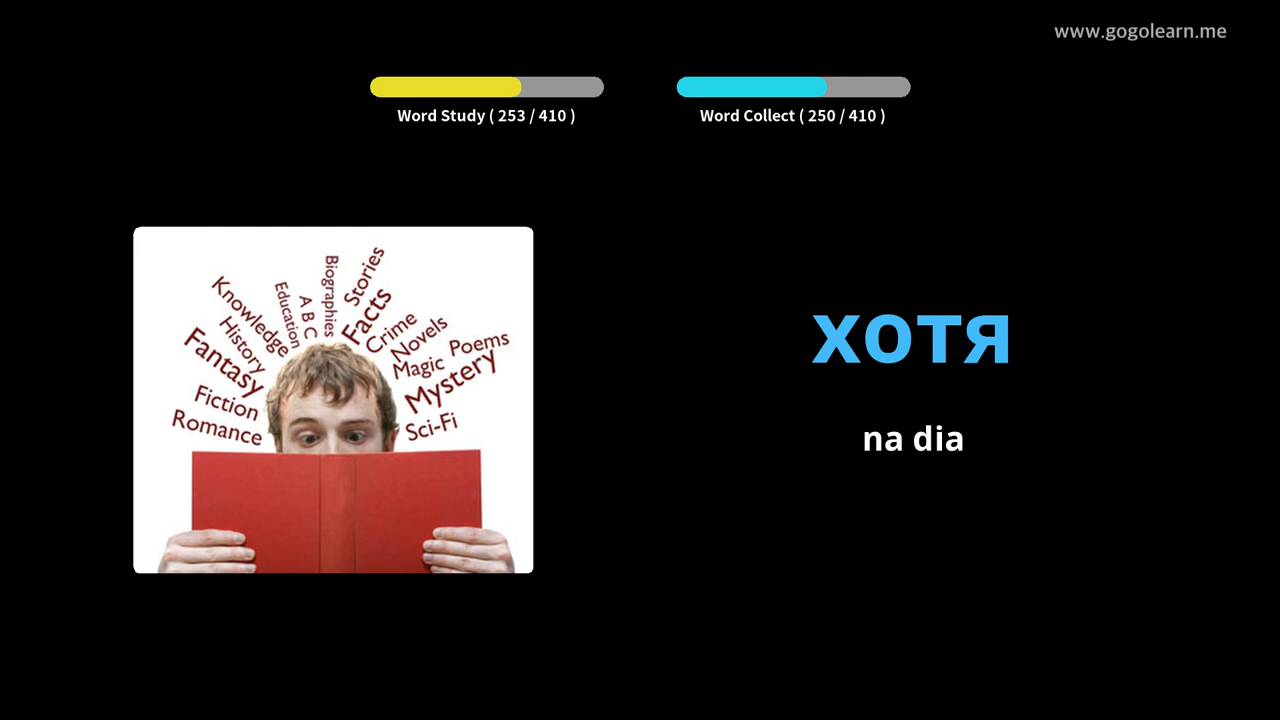 www.gogolearn.me
Word Study ( 253 / 410 )
Word Collect ( 250 / 410 )
Biographies
Stories
Knowledge
Education
A B C
Facts
Crime
History
Novels
Poems
Fantasy
Magic
Mystery
Fiction
Romance
Sci-Fi
хотя
na dia